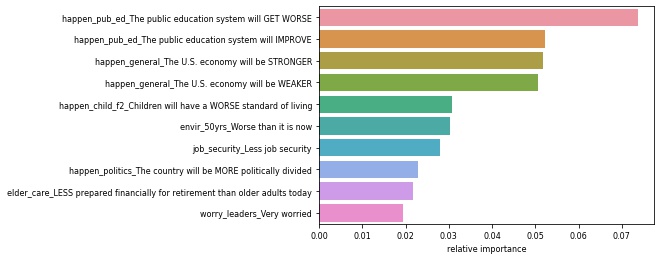 happen_pub_ed_The public education system will GET WORSE
happen_pub_ed_The public education system will IMPROVE
happen_general_The U.S. economy will be STRONGER
happen_general_The U.S. economy will be WEAKER
happen_child_f2_Children will have a WORSE standard of living
envir_50yrs_Worse than it is now
job_security_Less job security
happen_politics_The country will be MORE politically divided
elder_care_LESS prepared financially for retirement than older adults today
worry_leaders_Very worried
0.00 0.01 0.02 0.03 0.04 0.05 0.06 0.07
relative importance